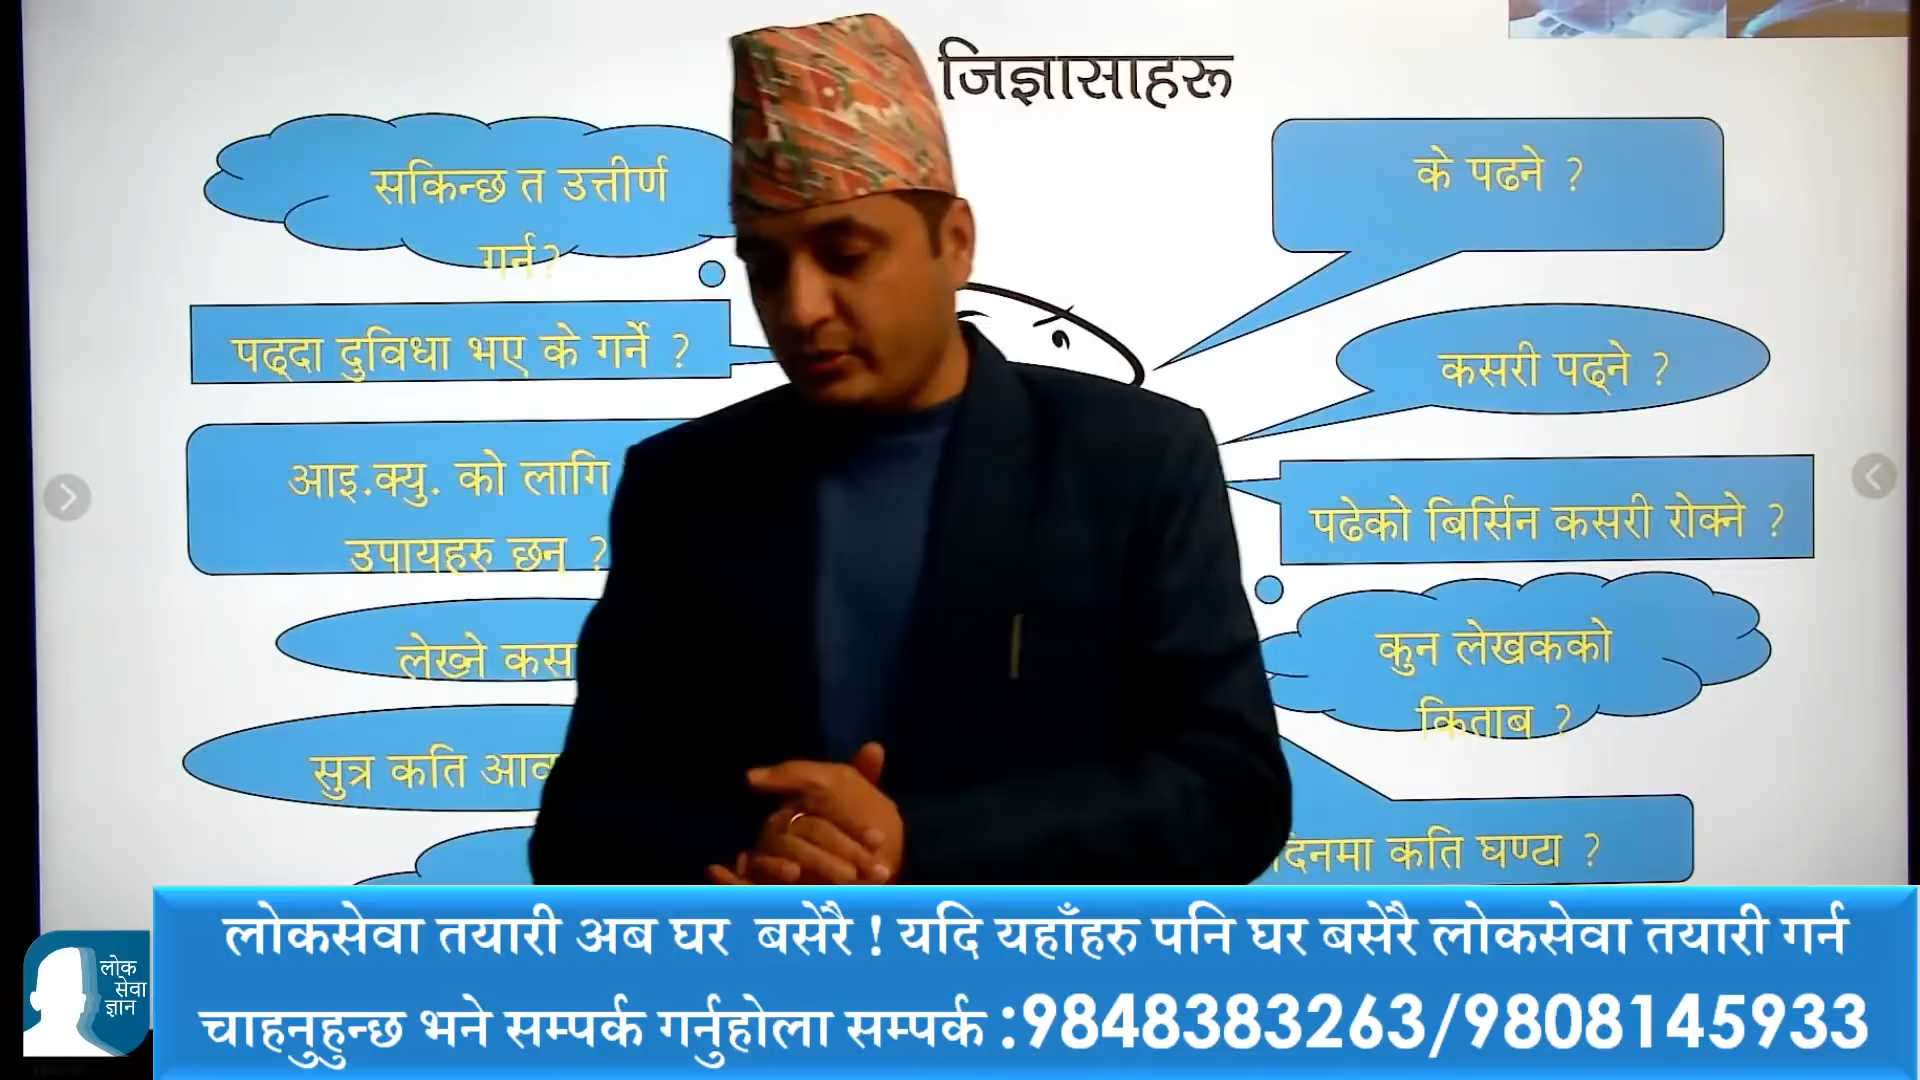 जिज्ञासाहरू
सकिन्छ त उत्तीर्ण
गर्न?
पढ्दा दुविधा भए के गर्ने ?
आइ.क्यु. को लागि
उपायहरु छन् ?
लेख्ने
सुत्र कति
के पढने ?
कसरी पढ्ने ?
पढेको बिर्सिन कसरी रोक्ने ?
कुन लेखकको
किताब ?
कति घण्टा ?
लोकसेवा तयारी अब घर बसेरै ! यदि यहाँहरु पनि घर बसेरै लोकसेवा तयारी गर्न
चाहनुहुन्छ भने सम्पर्क गर्नुहोला सम्पर्क :9848383263/9808145933
लोक
सेवा
ज्ञान